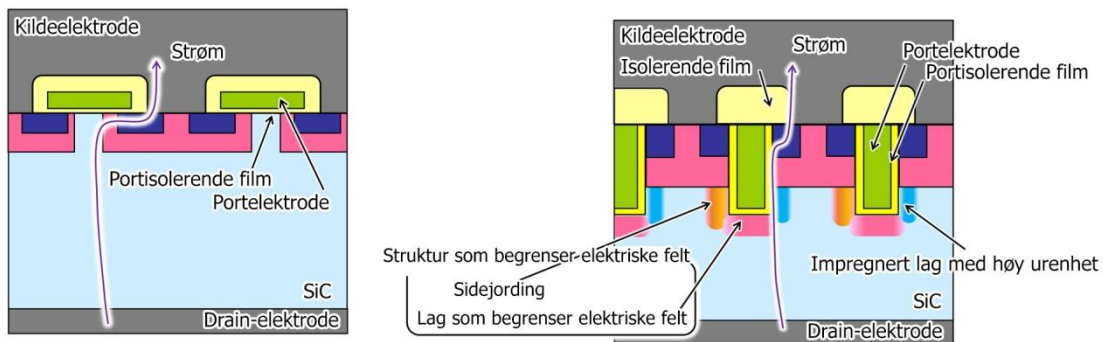 Kildeelektrode
Strøm
Portisolerende film
Portelektrode
SiC
Drain-elektrode
Kildeelektrode
Strøm
Isolerende film
Portelektrode
Portisolerende film
Struktur som begrenser elektriske felt
Sidejording
Lag som begrenser elektriske felt
Impregnert lag med høy urenhet
SiC
Drain-elektrode